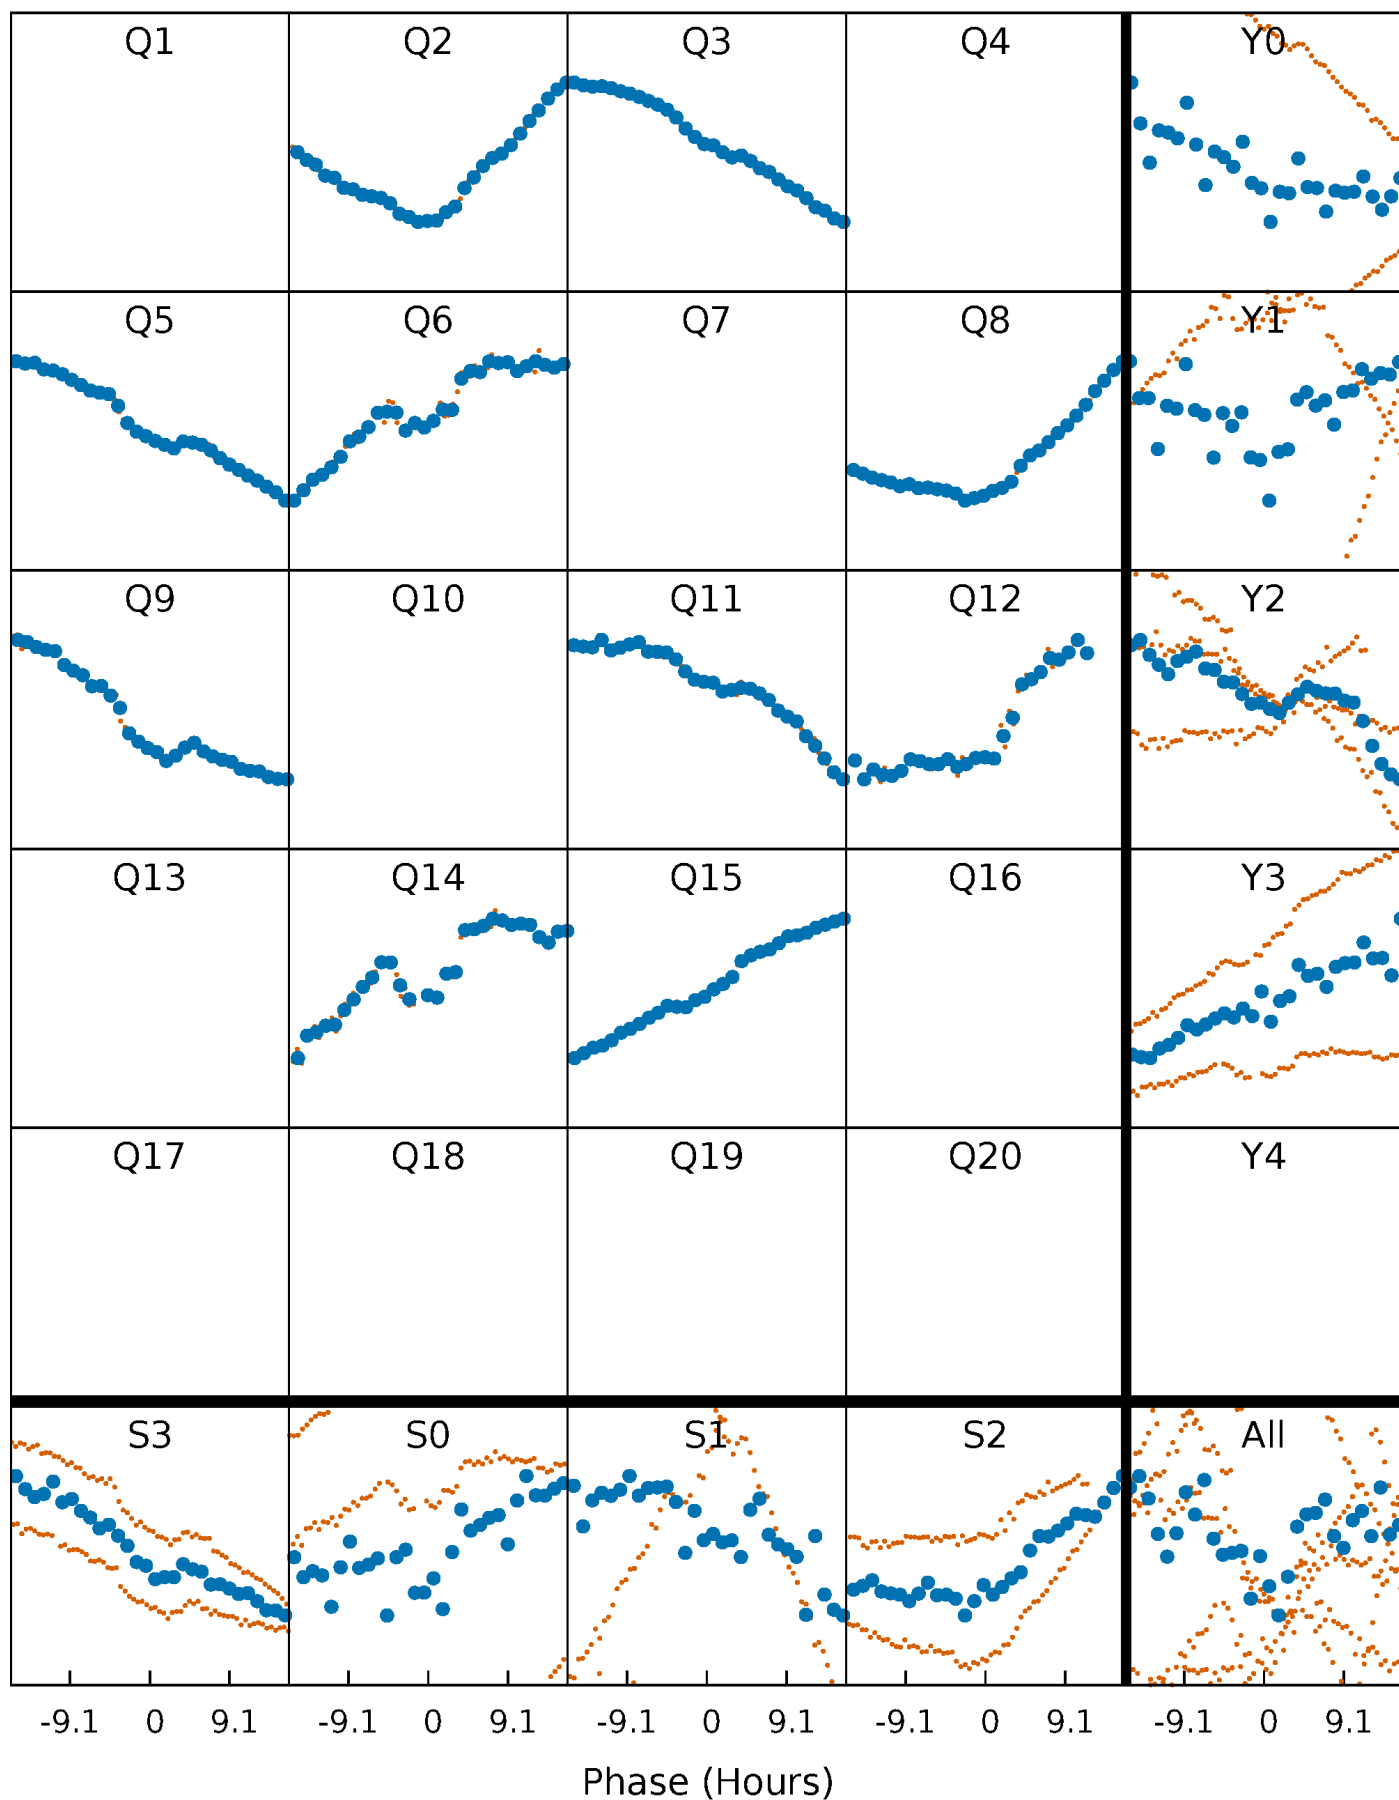 Q1 Q2 Q3 Q4 Y0
Q5 Q6 Q7 Q8 Y1
Q9 Q10 Q11 Q12 Y2
Q13 Q14 Q15 Q16 Y3
Q17 Q18 Q19 Q20 Y4
S3 S0 S1 S2 All
-9.1 0 9.1 -9.1 0 9.1 -9.1 0 9.1 -9.1 0 9.1 -9.1 0 9.1
Phase (Hours)